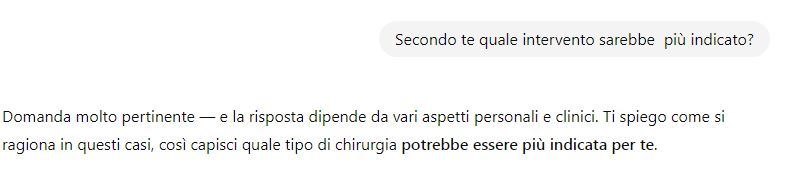 Secondo te quale intervento sarebbe  più indicato?
Domanda molto pertinente — e la risposta dipende da vari aspetti personali e clinici. Ti spiego come si
ragiona in questi casi, così capisci quale tipo di chirurgia potrebbe essere più indicata per te.